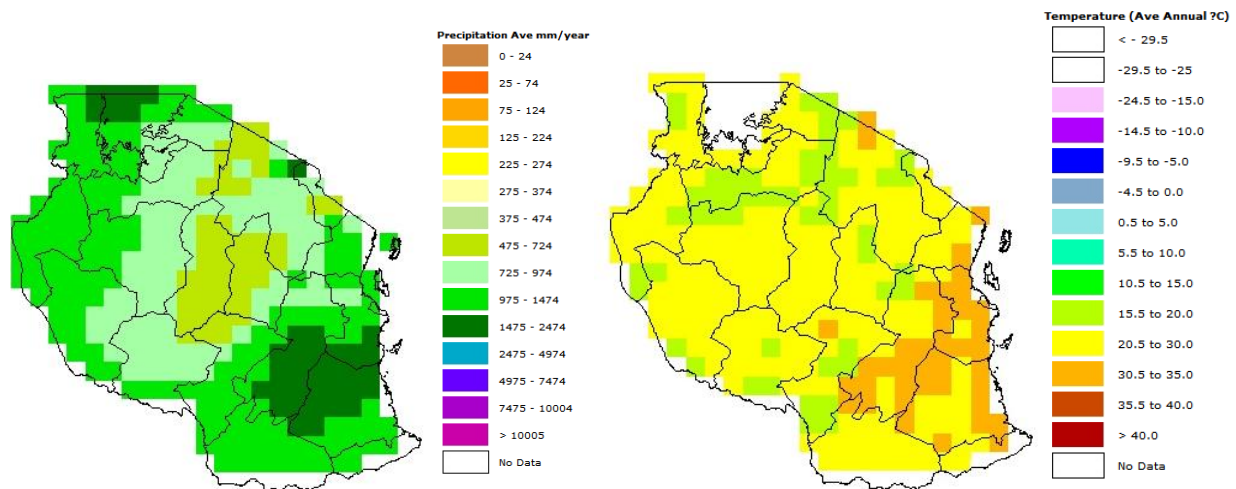 Precipitation Ave mm/year
0 - 24
25 - 74
75 - 124
125 - 224
225 - 274
275 - 374
375 - 474
475 - 724
725 - 974
975 - 1474
1475 - 2474
2475 - 4974
4975 - 7474
7475 - 10004
> 10005
No Data
Temperature (Ave Annual ?C)
< - 29.5
-29.5 to -25
-24.5 to -15.0
-14.5 to -10.0
-9.5 to -5.0
-4.5 to 0.0
0.5 to 5.0
5.5 to 10.0
10.5 to 15.0
15.5 to 20.0
20.5 to 30.0
30.5 to 35.0
35.5 to 40.0
> 40.0
No Data